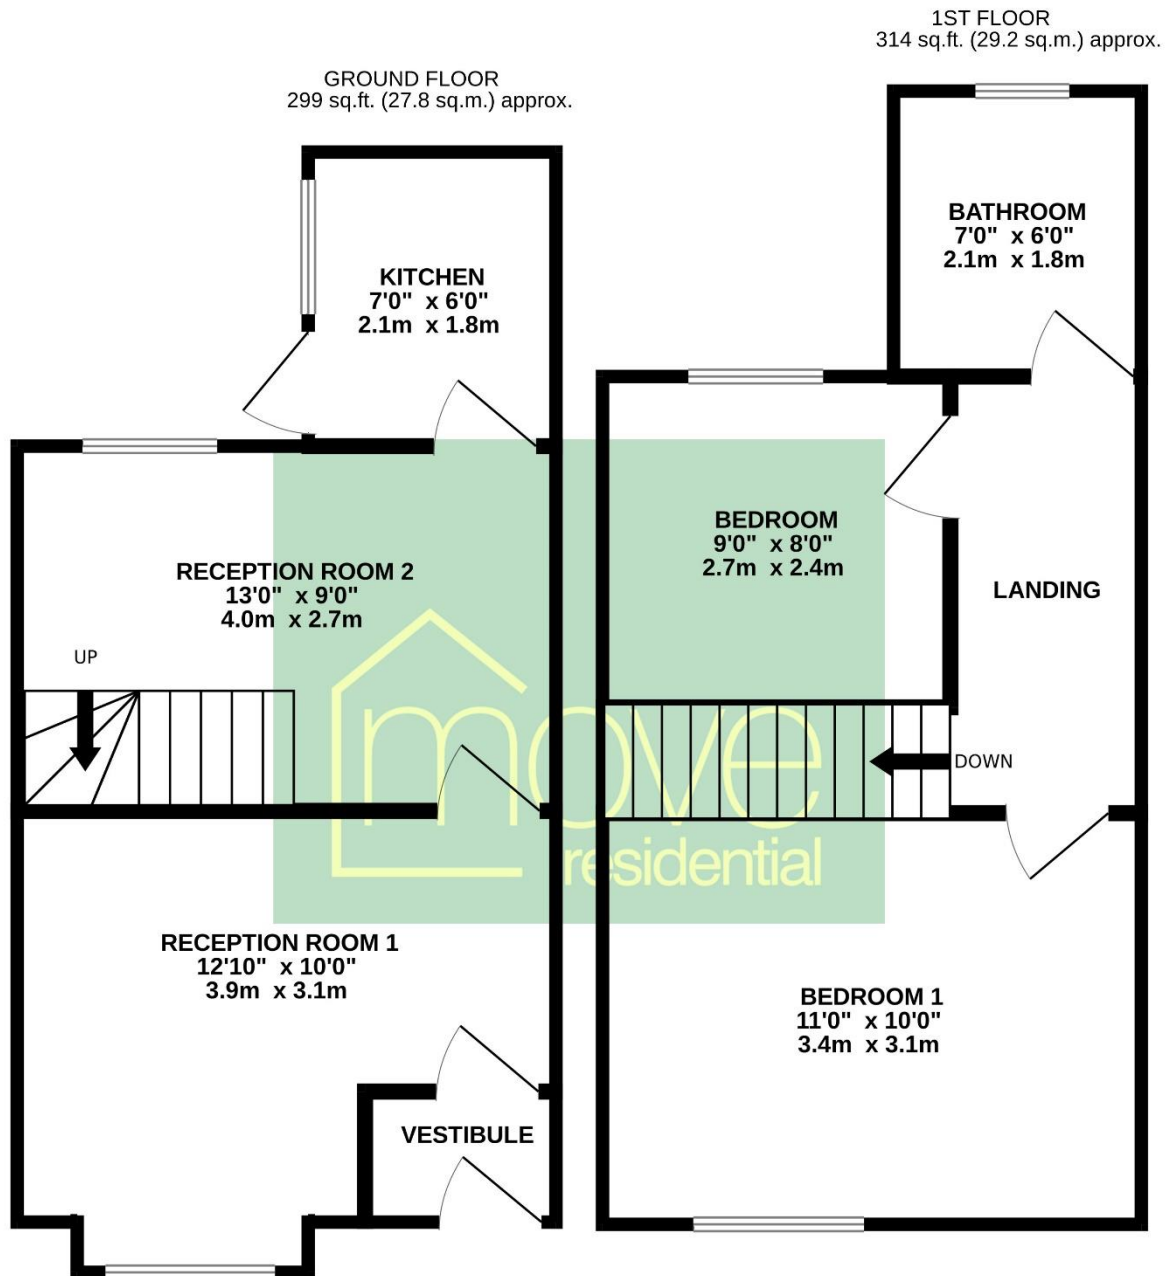 GROUND FLOOR
299 sq.ft. (27.8 sq.m.) approx.
KITCHEN
7'0" x 6'0"
2.1m x 1.8m
RECEPTION ROOM 2
13'0" x 9'0"
4.0m x 2.7m
UP
RECEPTION ROOM 1
12'10" x 10'0"
3.9m x 3.1m
VESTIBULE
1ST FLOOR
314 sq.ft. (29.2 sq.m.) approx.
BATHROOM
7'0" x 6'0"
2.1m x 1.8m
BEDROOM
9'0" x 8'0"
2.7m x 2.4m
LANDING
DOWN
BEDROOM 1
11'0" x 10'0"
3.4m x 3.1m
move
residential